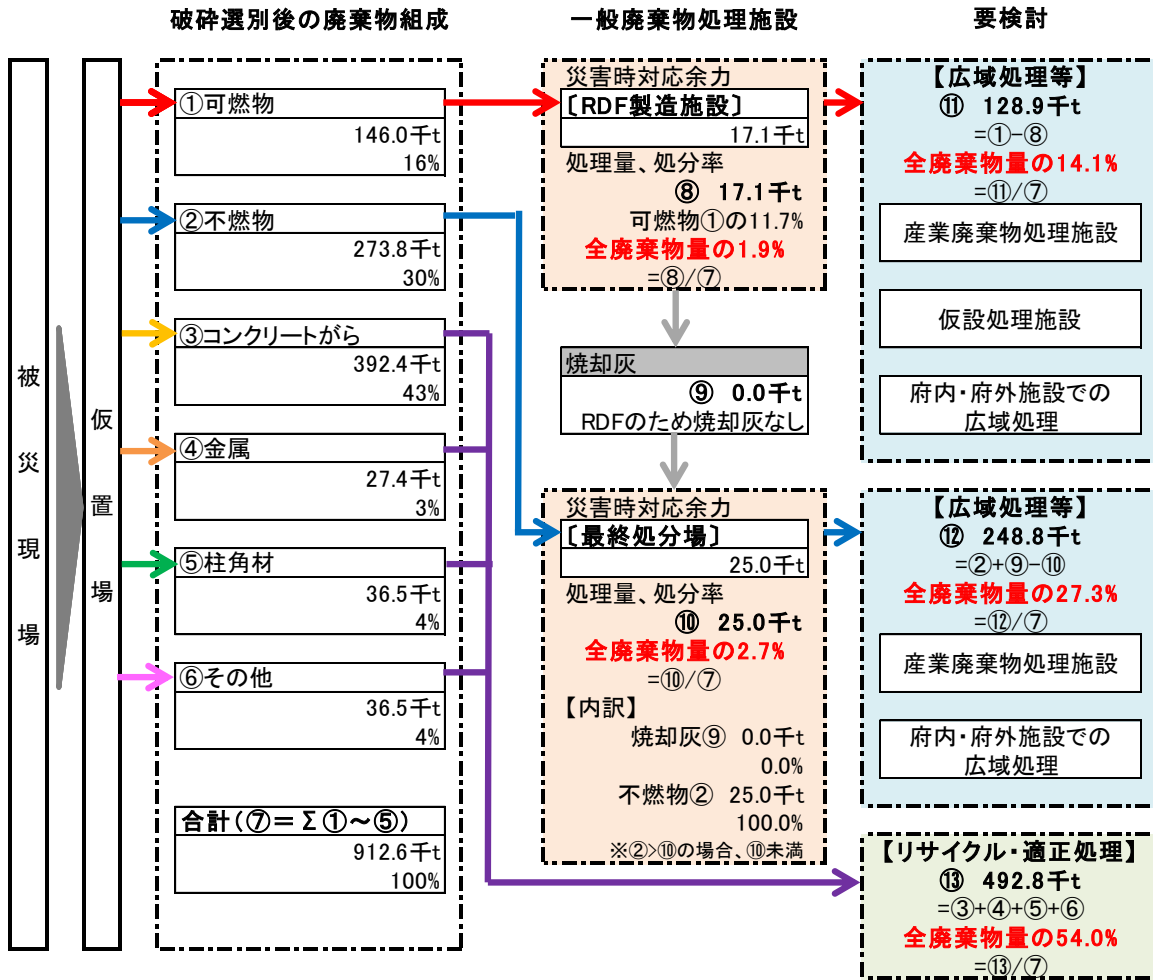 破砕選別後の廃棄物組成
一般廃棄物処理施設
要検討
被災現場
仮置場
①可燃物
146.0千t
16%
②不燃物
273.8千t
30%
③コンクリートがら
392.4千t
43%
④金属
27.4千t
3%
⑤柱角材
36.5千t
4%
⑥その他
36.5千t
4%
合計(⑦=Σ①～⑤)
912.6千t
100%
災害時対応余力
〔RDF製造施設〕
17.1千t
処理量、処分率
⑧ 17.1千t
可燃物①の11.7%
全廃棄物量の1.9%
=⑧/⑦
焼却灰
⑨ 0.0千t
RDFのため焼却灰なし
災害時対応余力
〔最終処分場〕
25.0千t
処理量、処分率
⑩ 25.0千t
全廃棄物量の2.7%
=⑩/⑦
【内訳】
焼却灰⑨ 0.0千t
0.0%
不燃物② 25.0千t
100.0%
※②>⑩の場合、⑩未満
【広域処理等】
⑪ 128.9千t
=①-⑧
全廃棄物量の14.1%
=⑪/⑦
産業廃棄物処理施設
仮設処理施設
府内・府外施設での
広域処理
【広域処理等】
⑫ 248.8千t
=②+⑨-⑩
全廃棄物量の27.3%
=⑫/⑦
産業廃棄物処理施設
府内・府外施設での
広域処理
【リサイクル・適正処理】
⑬ 492.8千t
=③+④+⑤+⑥
全廃棄物量の54.0%
=⑬/⑦